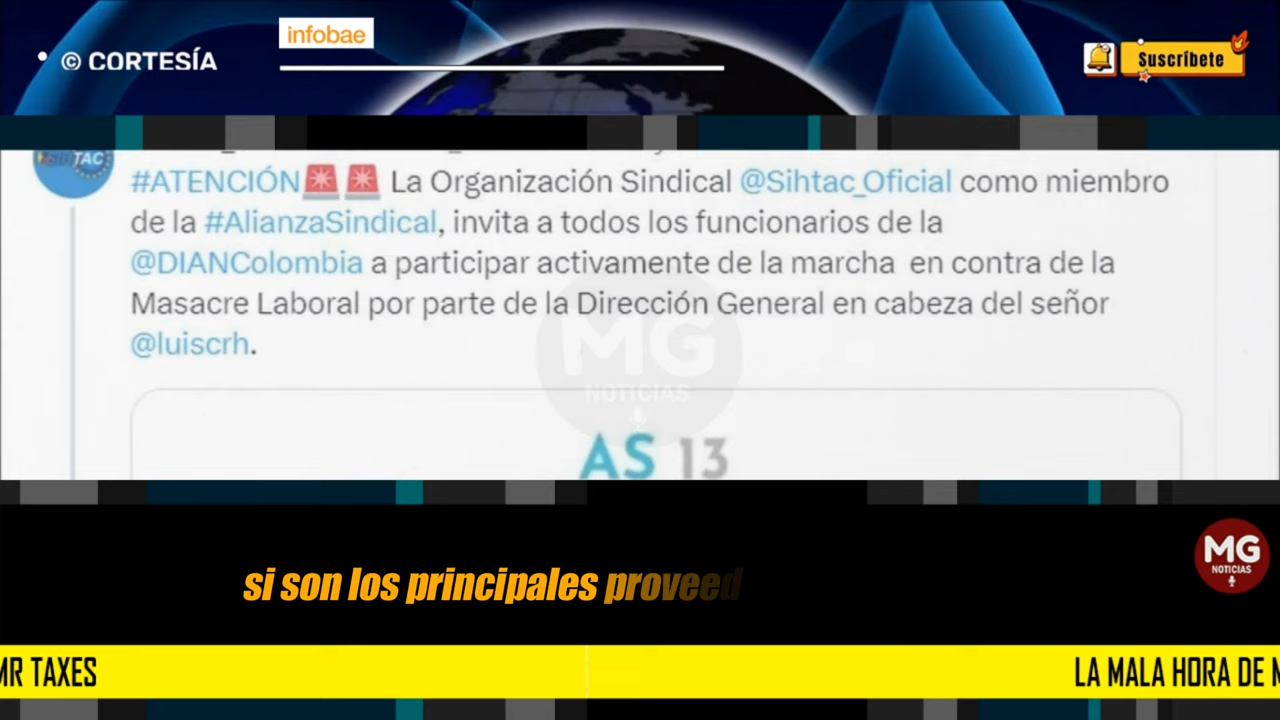 infobae
© CORTESÍA
Suscríbete
#ATENCIÓN🚨🚨 La Organización Sindical @Sihtac_Oficial como miembro
de la #AlianzaSindical, invita a todos los funcionarios de la
@DIANColombia a participar activamente de la marcha en contra de la
Masacre Laboral por parte de la Dirección General en cabeza del señor
@luiscrh.
MG
NOTICIAS
AS 13
MG
NOTICIAS
si son los principales proveed
MR TAXES
LA MALA HORA DE